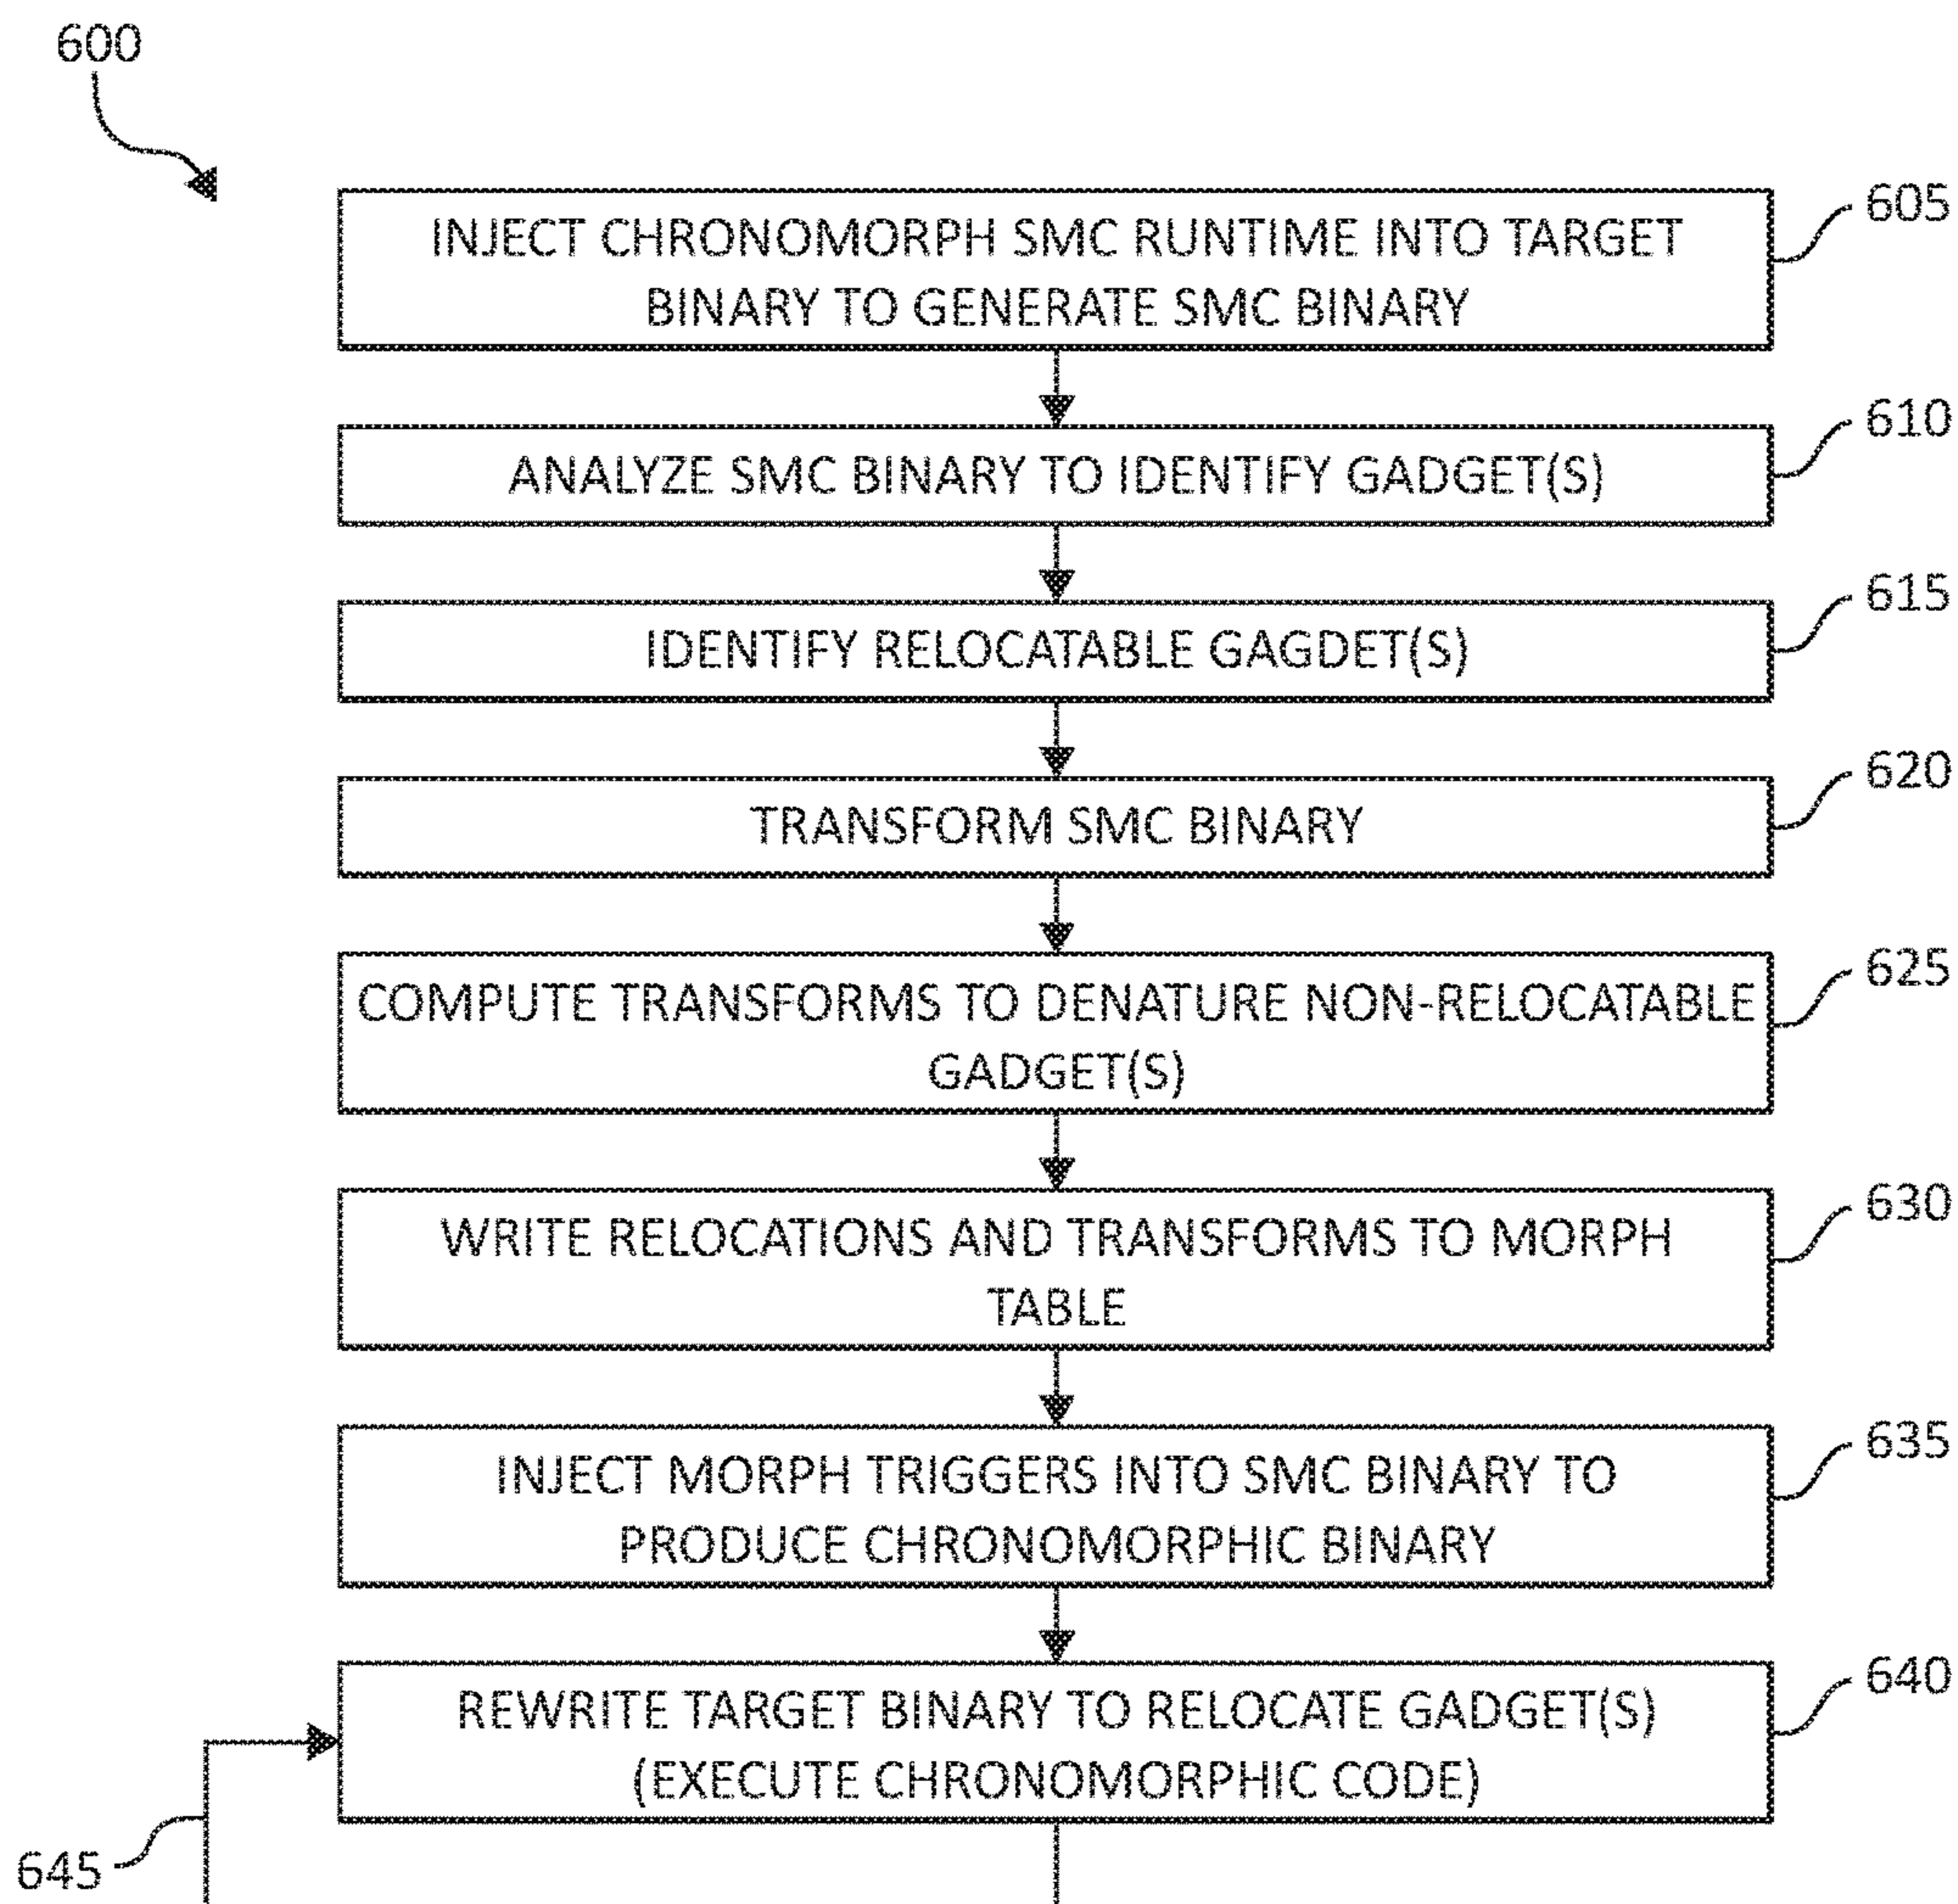 600
INJECT CHRONOMORPH SMC RUNTIME INTO TARGET
BINARY TO GENERATE SMC BINARY
605
ANALYZE SMC BINARY TO IDENTIFY GADGET(S)
610
IDENTIFY RELOCATABLE GAGDET(S)
615
TRANSFORM SMC BINARY
620
COMPUTE TRANSFORMS TO DENATURE NON-RELOCATABLE
GADGET(S)
625
WRITE RELOCATIONS AND TRANSFORMS TO MORPH
TABLE
630
INJECT MORPH TRIGGERS INTO SMC BINARY TO
PRODUCE CHRONOMORPHIC BINARY
635
REWRITE TARGET BINARY TO RELOCATE GADGET(S)
(EXECUTE CHRONOMORPHIC CODE)
640
645